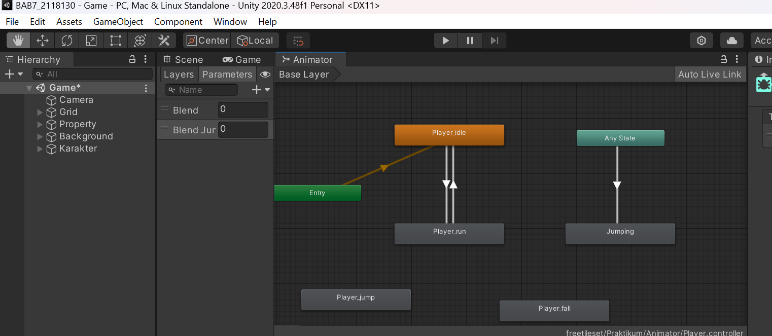 BAB7_2118130 - Game - PC, Mac & Linux Standalone - Unity 2020.3.48f1 Personal <DX11>
File Edit Assets GameObject Component Window Help
Center Local
Hierarchy
All
Game*
Camera
Grid
Property
Background
Karakter
Scene Game Animator
Layers Parameters
Base Layer
Auto Live Link
Name
Blend 0
Blend Jur 0
Player idle
Any State
Entry
Player.run
Jumping
Player.jump
Player.fall
freetileset/Praktikum/Animator/Player.controller